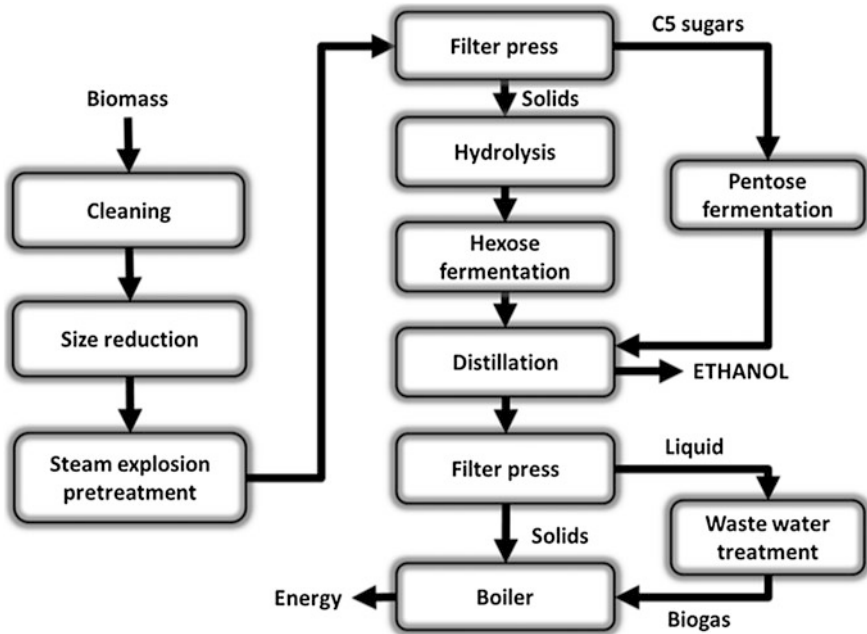 Biomass
Cleaning
Size reduction
Steam explosion
pretreatment
Filter press
C5 sugars
Solids
Hydrolysis
Pentose
fermentation
Hexose
fermentation
Distillation
ETHANOL
Filter press
Liquid
Solids
Waste water
treatment
Boiler
Energy
Biogas